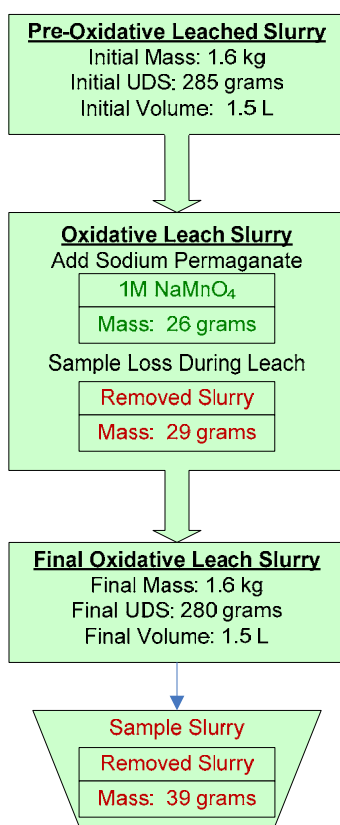 Pre-Oxidative Leached Slurry
Initial Mass: 1.6 kg
Initial UDS: 285 grams
Initial Volume:  1.5 L
Oxidative Leach Slurry
Add Sodium Permaganate
1M NaMnO₄
Mass:  26 grams
Sample Loss During Leach
Removed Slurry
Mass:  29 grams
Final Oxidative Leach Slurry
Final Mass: 1.6 kg
Final UDS: 280 grams
Final Volume: 1.5 L
Sample Slurry
Removed Slurry
Mass:  39 grams